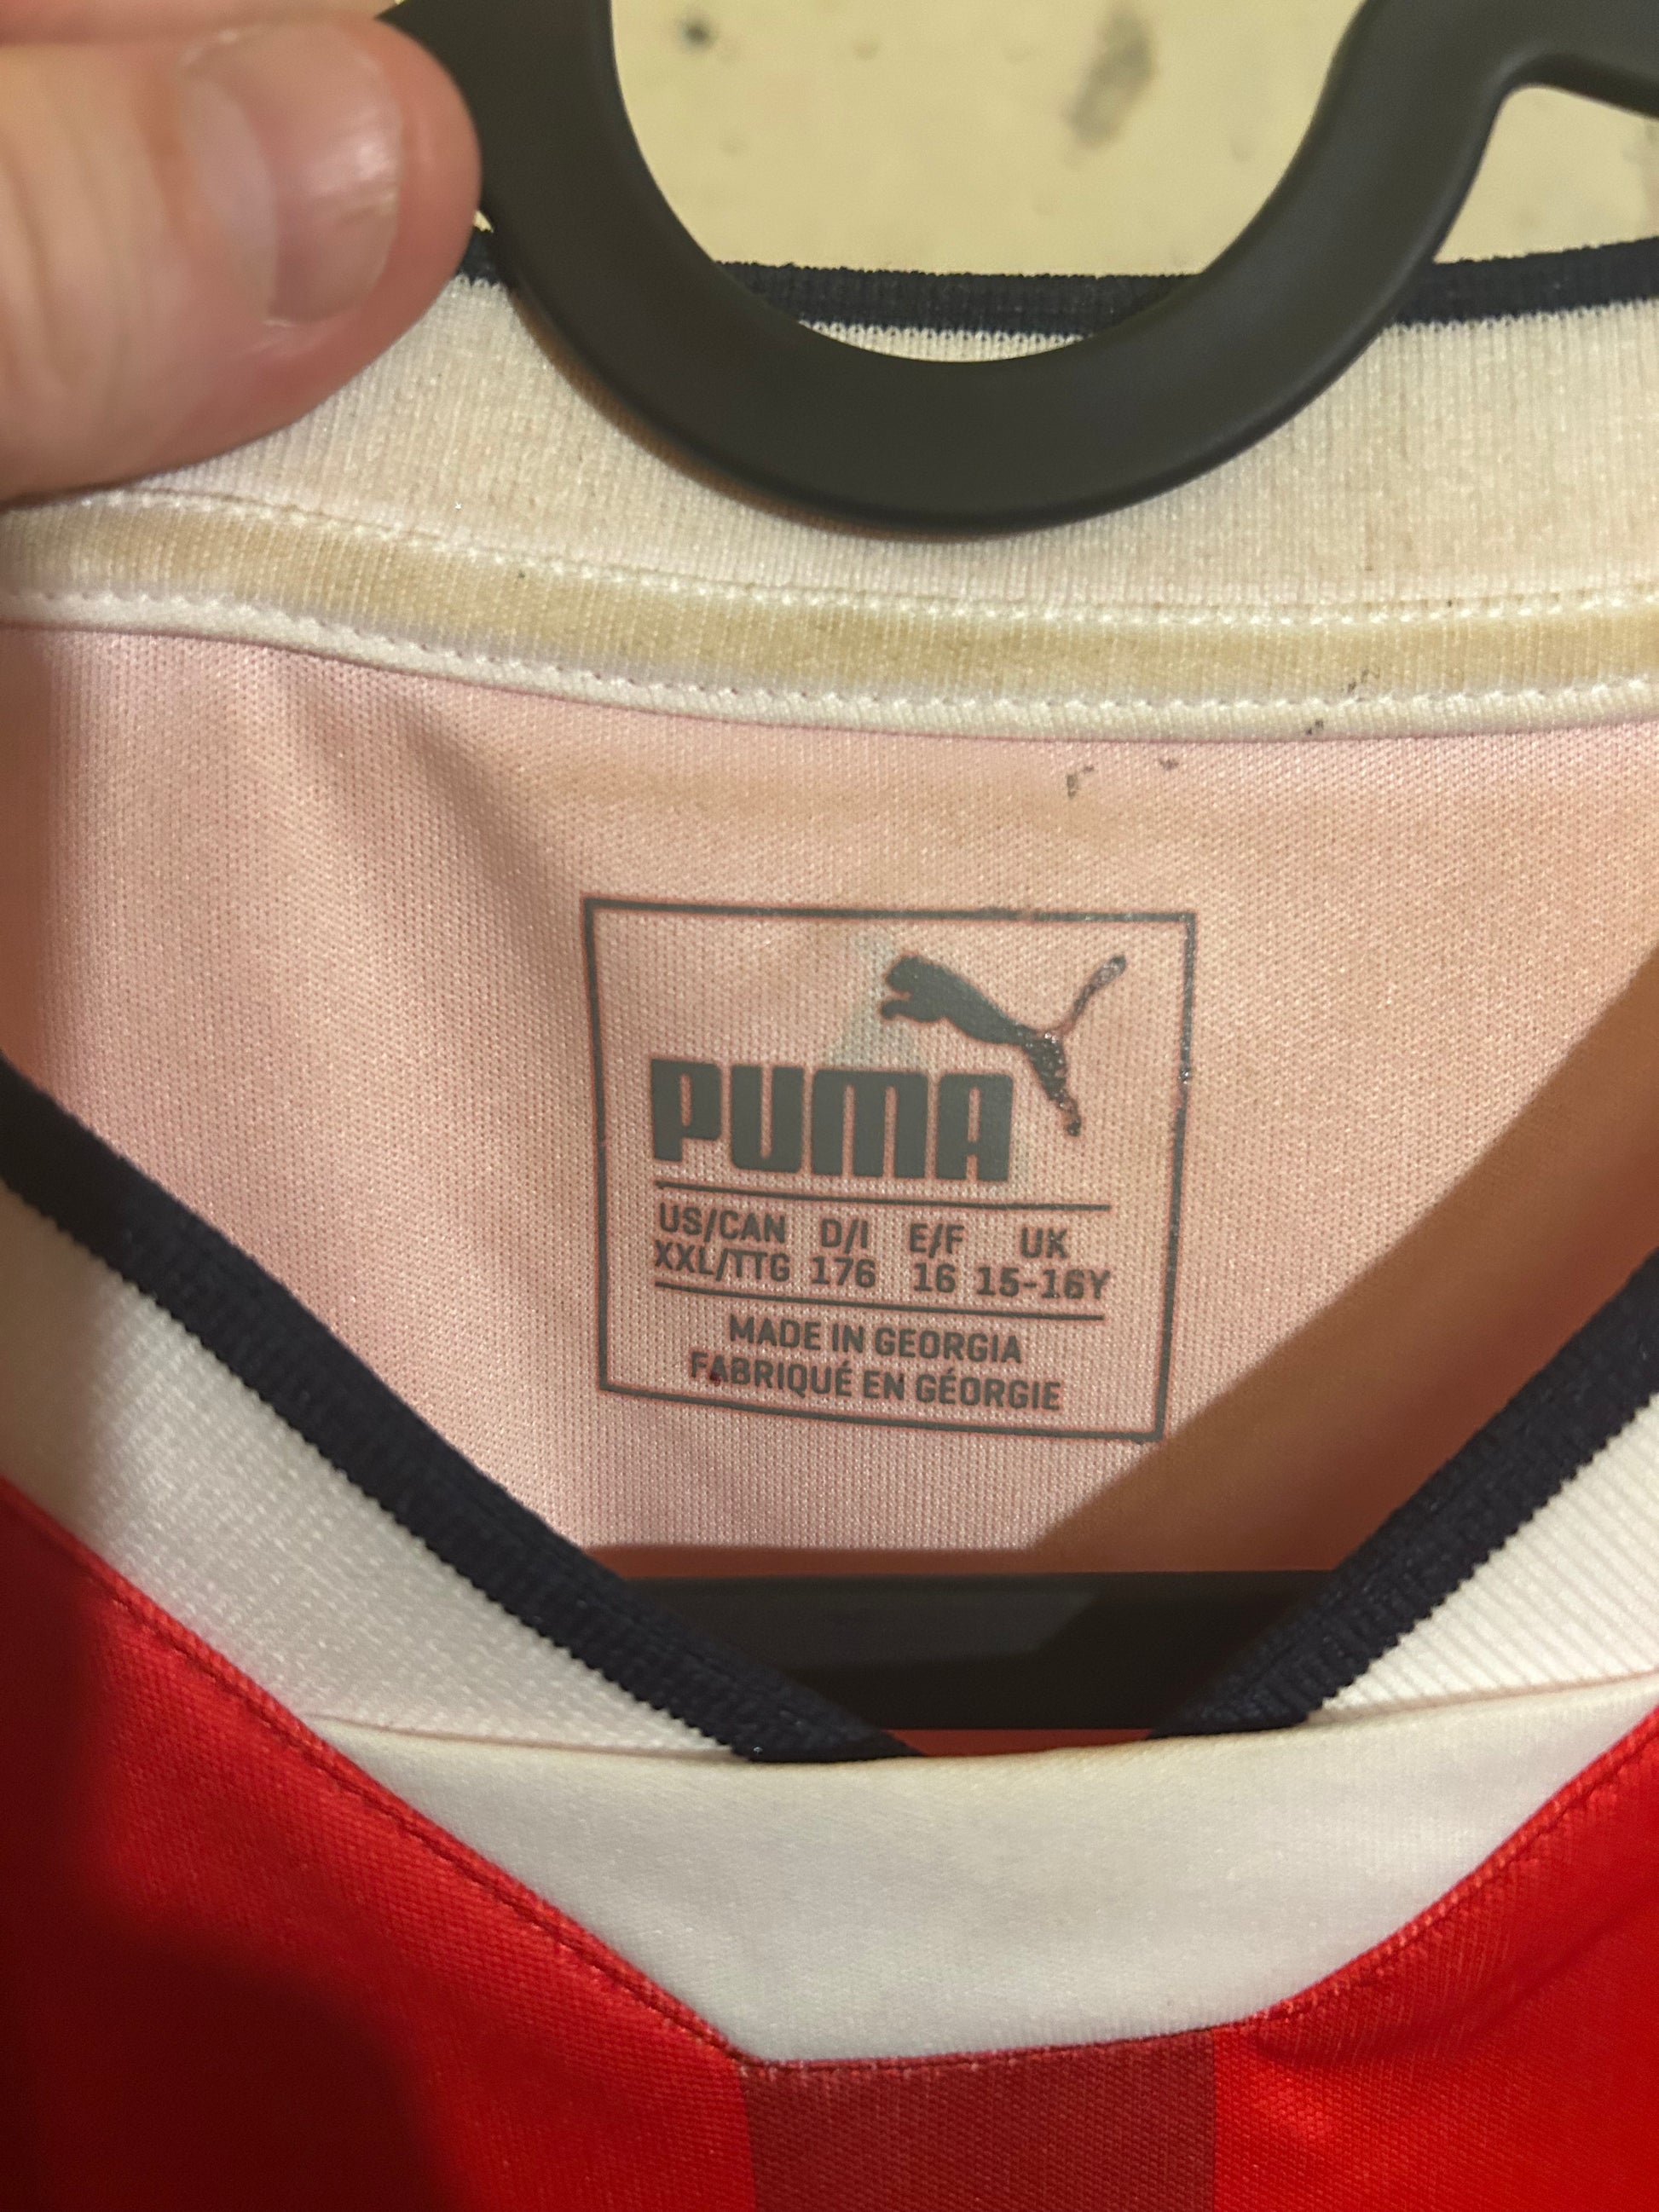 PUMA
US/CAN D/I E/F UK
XXL/TTG 176 16 15-16Y
MADE IN GEORGIA
FABRIQUÉ EN GÉORGIE